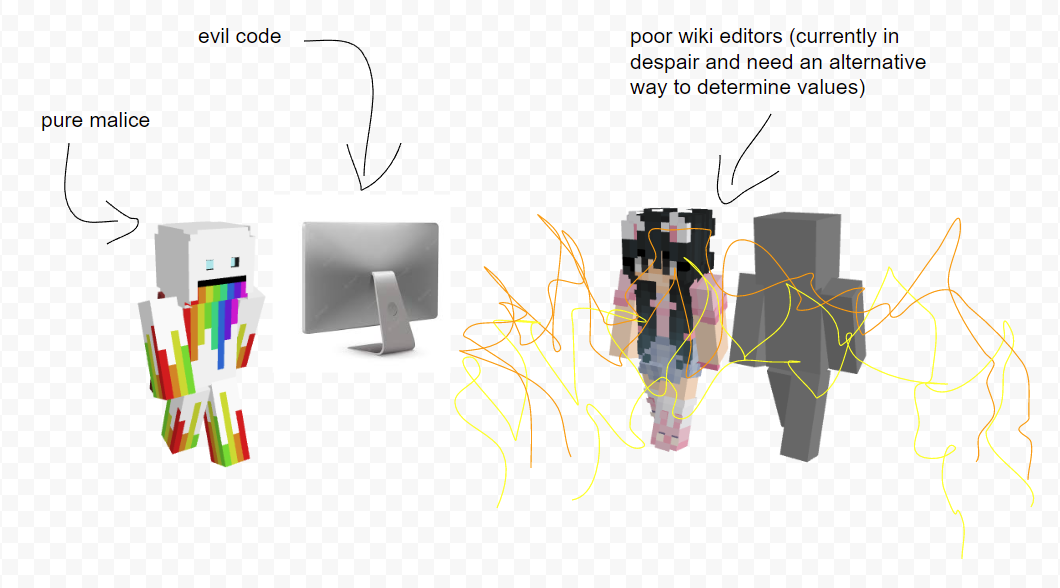 evil code
poor wiki editors (currently in
despair and need an alternative
way to determine values)
pure malice